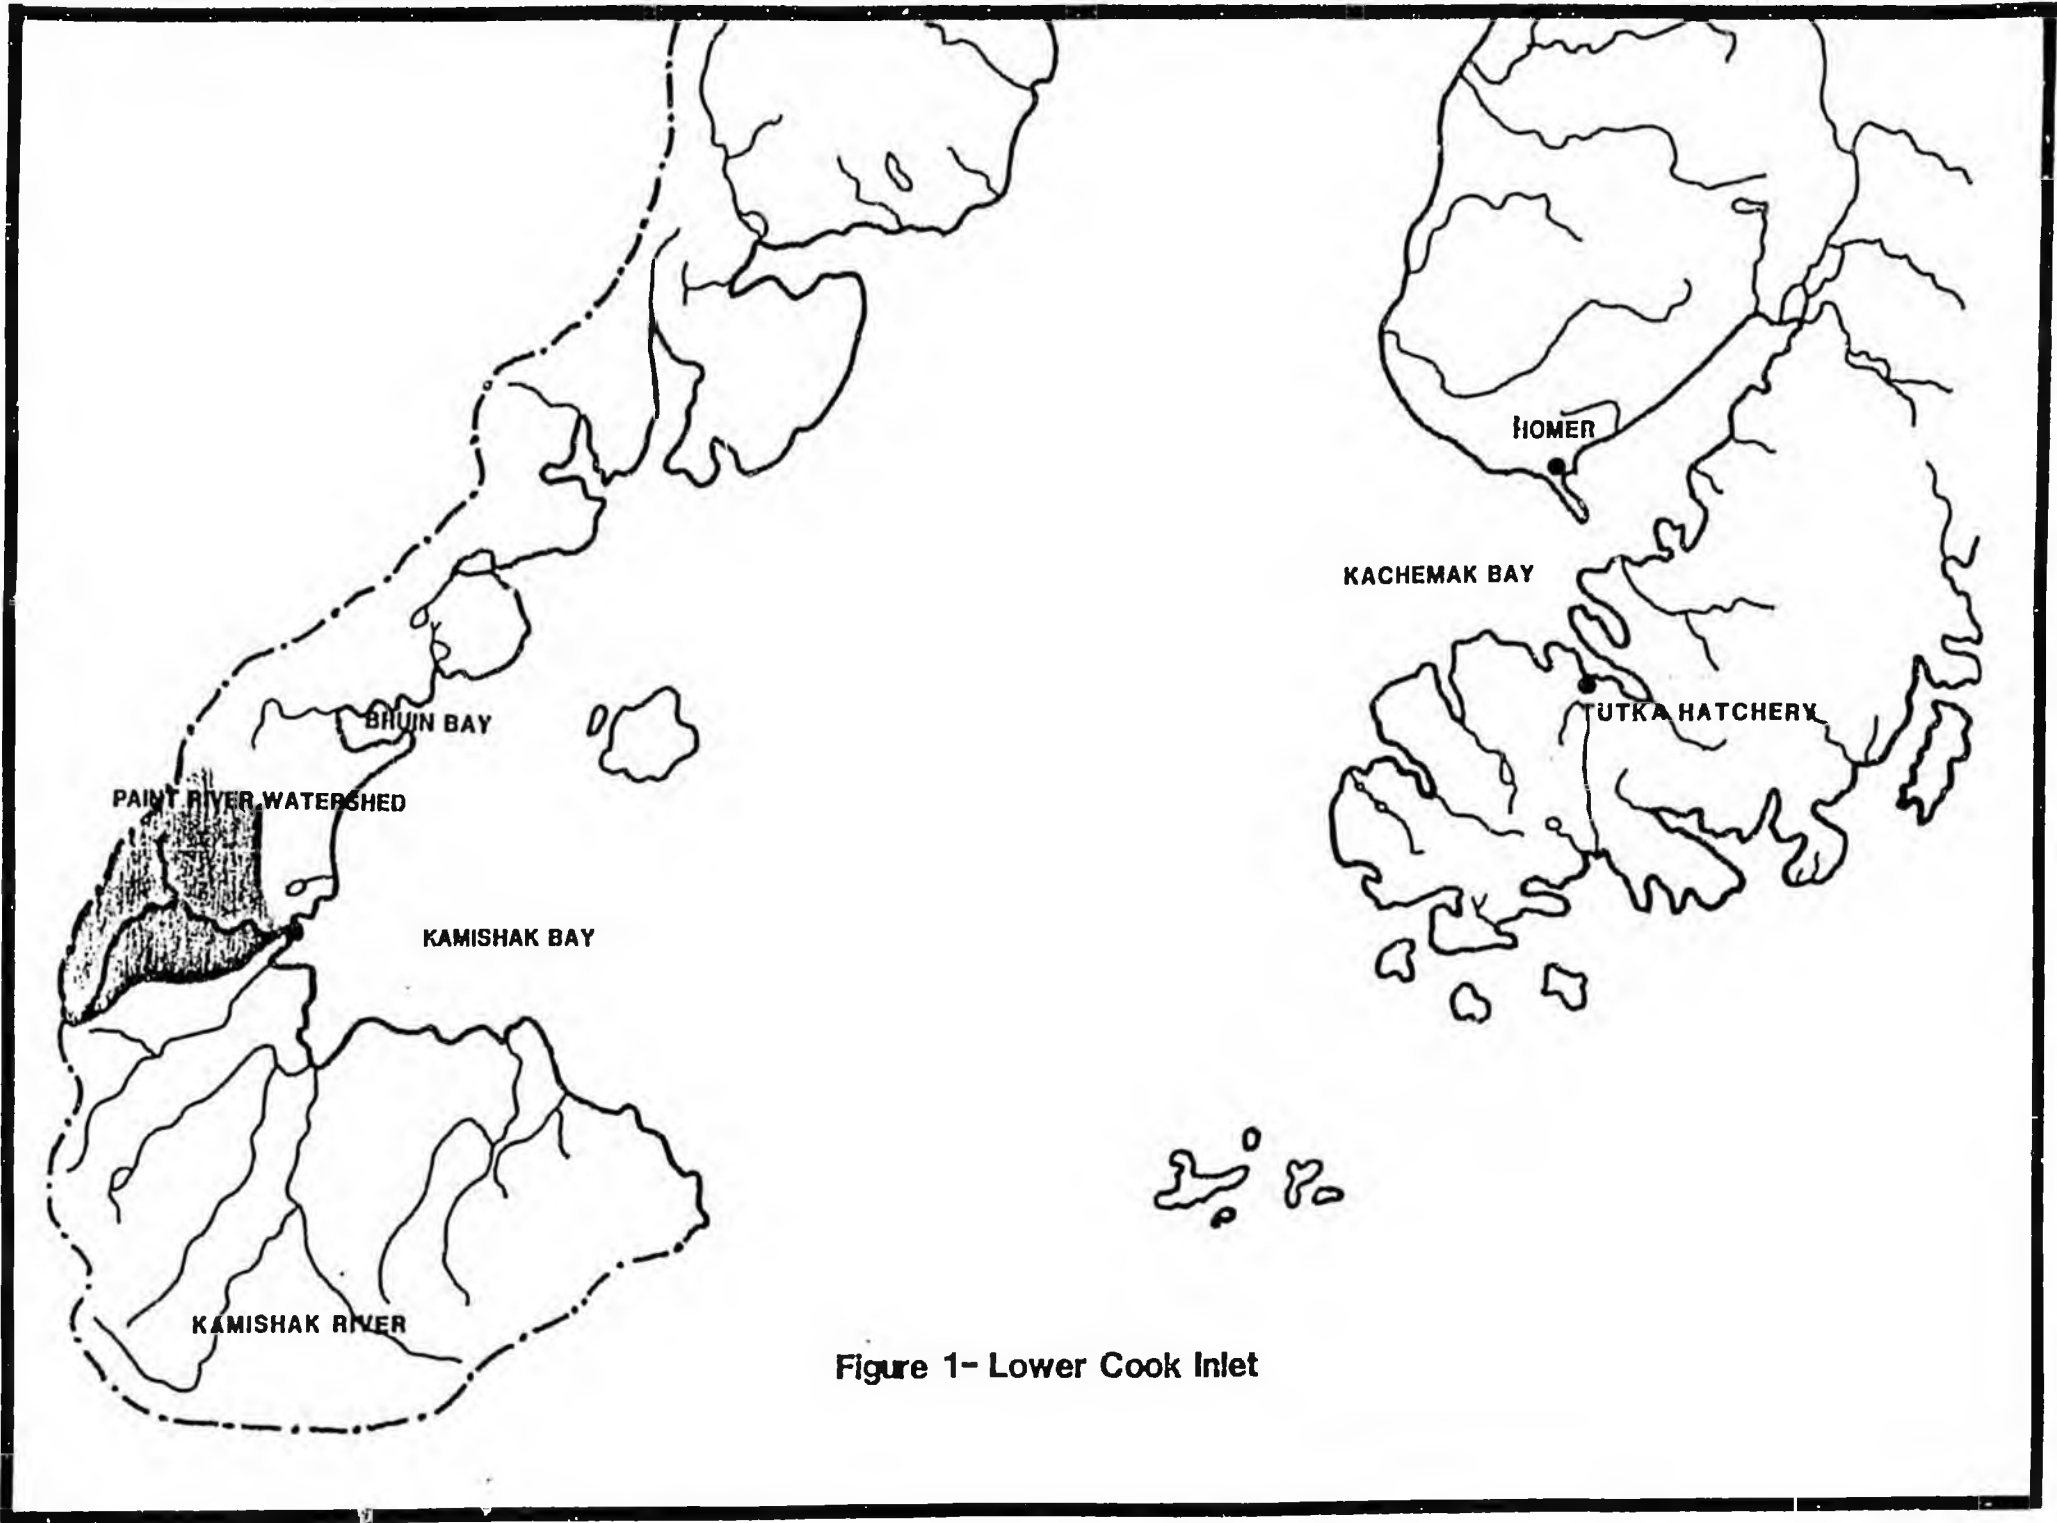 HOMER
KACHEMAK BAY
TUTKA HATCHERY
BRUIN BAY
PAINT RIVER WATERSHED
KAMISHAK BAY
KAMISHAK RIVER
Figure 1- Lower Cook Inlet